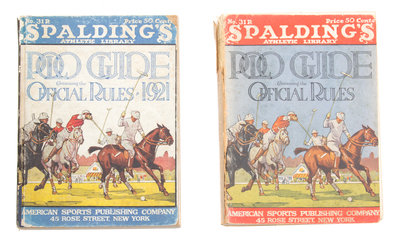 No. 31R Price 50 Cents
SPALDING'S
ATHLETIC LIBRARY
POLO GUIDE
Containing the
OFFICIAL RULES • 1921
AMERICAN SPORTS PUBLISHING COMPANY
45 ROSE STREET, NEW YORK
No. 31R Price 50 Cents
SPALDING'S
ATHLETIC LIBRARY
POLO GUIDE
Containing the
OFFICIAL RULES
AMERICAN SPORTS PUBLISHING COMPANY
45 ROSE STREET, NEW YORK